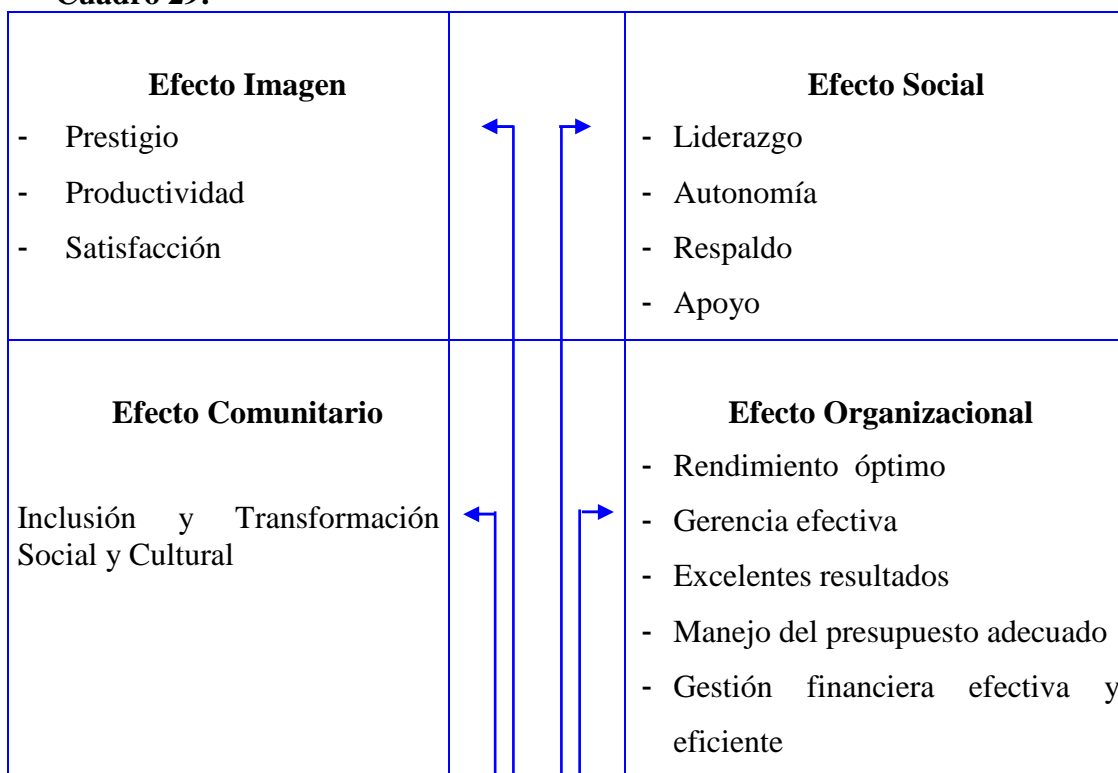 Cuadro 29.
Efecto Imagen
- Prestigio
- Productividad
- Satisfacción
Efecto Social
- Liderazgo
- Autonomía
- Respaldo
- Apoyo
Efecto Comunitario
Inclusión y Transformación
Social y Cultural
Efecto Organizacional
- Rendimiento óptimo
- Gerencia efectiva
- Excelentes resultados
- Manejo del presupuesto adecuado
- Gestión financiera efectiva y
eficiente